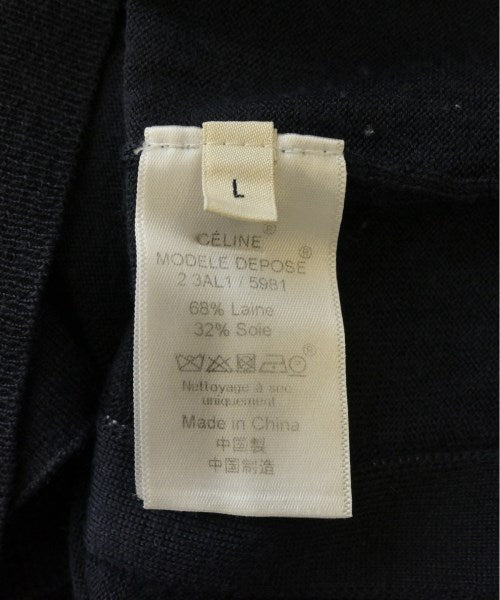 L
CÉLINE®
MODELE DEPOSE®
2 3AL1 / 5981
68% Laine
32% Soie
®
Nettoyage à sec
uniquement
Made in China
中国製
中国制造